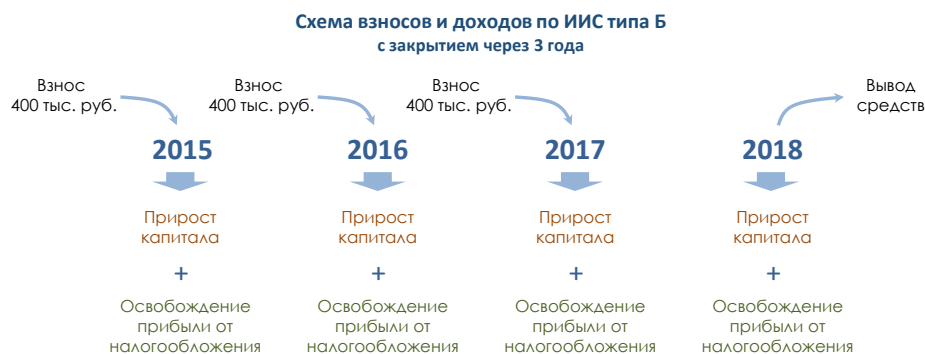 Схема взносов и доходов по ИИС типа Б
с закрытием через 3 года
Взнос
400 тыс. руб.
Взнос
400 тыс. руб.
Взнос
400 тыс. руб.
Вывод
средств
2015
2016
2017
2018
Прирост
капитала
Прирост
капитала
Прирост
капитала
Прирост
капитала
+
+
+
+
Освобождение
прибыли от
налогообложения
Освобождение
прибыли от
налогообложения
Освобождение
прибыли от
налогообложения
Освобождение
прибыли от
налогообложения